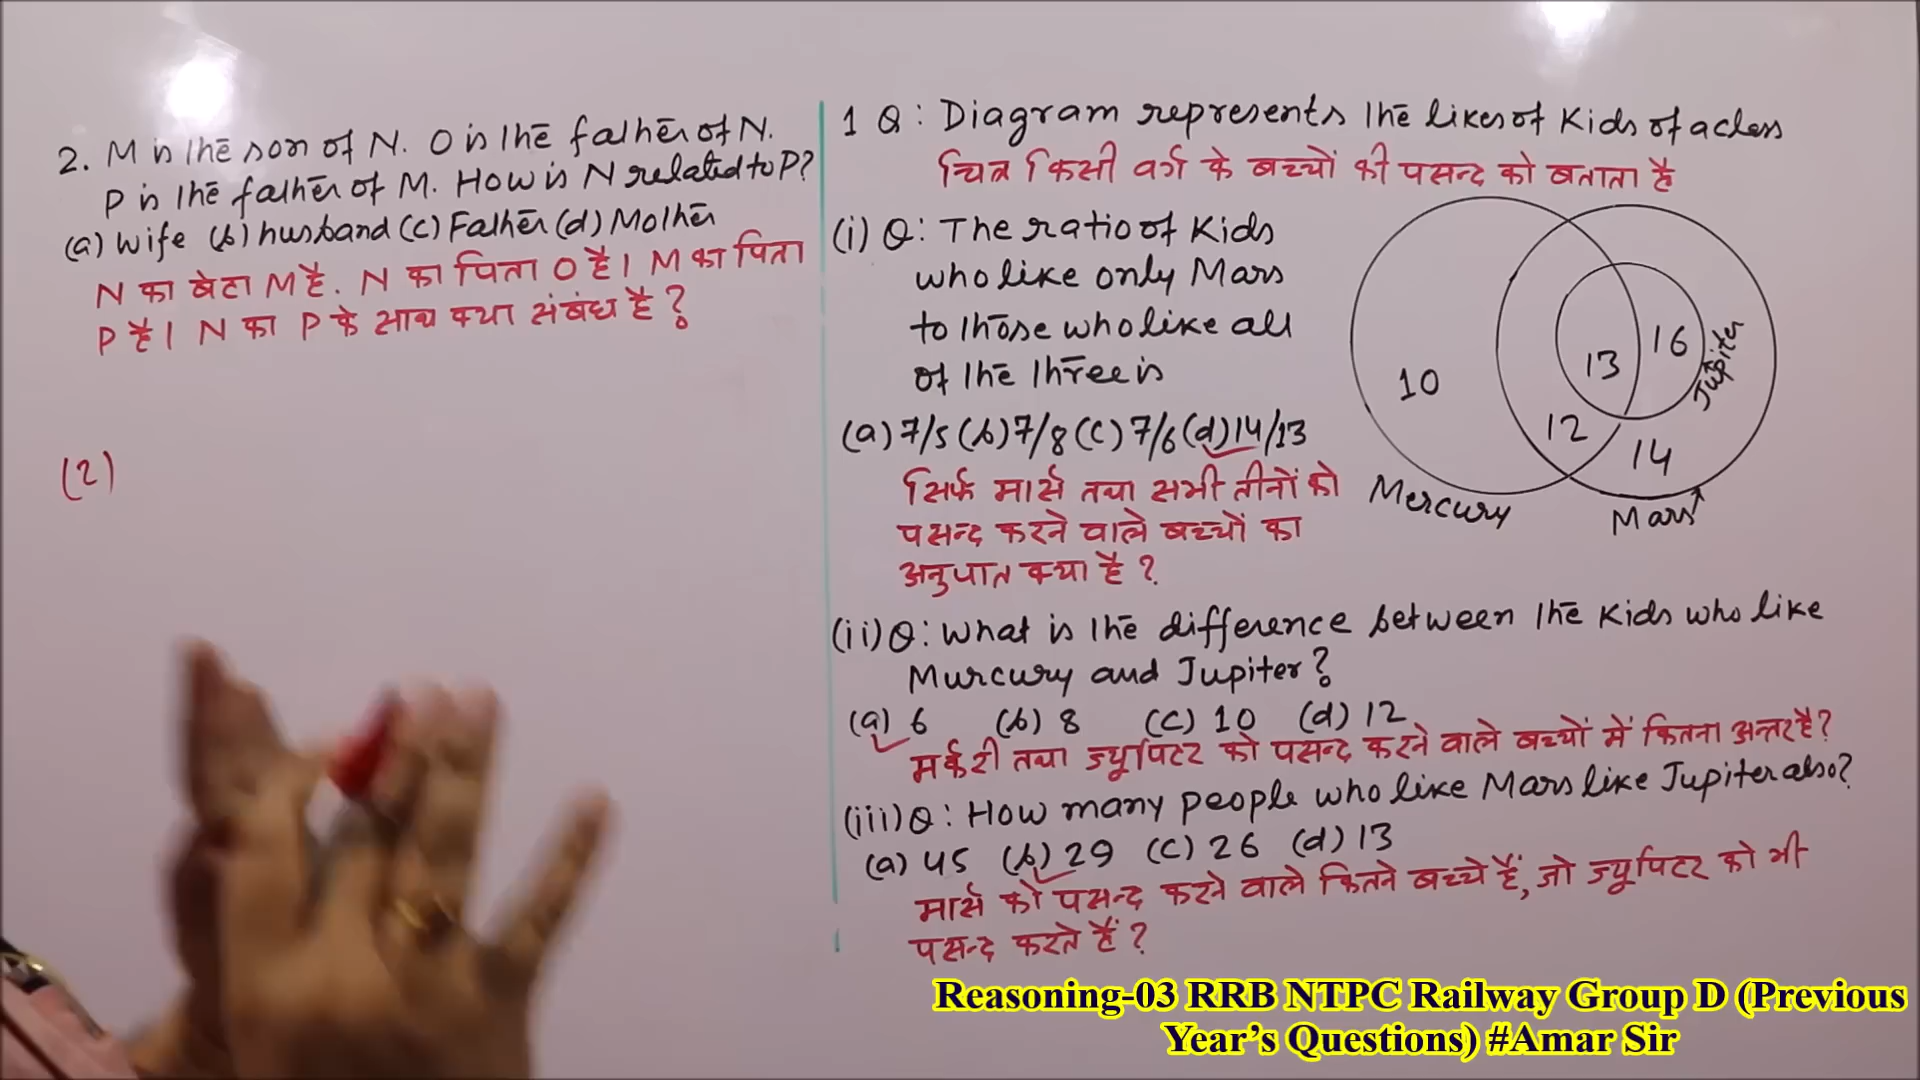 2. M is the son of N. O is the father of N.
P is the father of M. How is N related to P?
(a) wife (b) husband (c) Father (d) Mother
N का बेटा M है. N का पिता O है। M का पिता
P है। N का P के साथ क्या संबंध है?
(2)
1 Q: Diagram represents the likes of Kids of a class
चित्र किसी वर्ग के बच्चों की पसन्द को बताता है
(i) Q: The ratio of Kids
who like only Mars
to those who like all
of the three is
(a) 7/5 (b) 7/8 (c) 7/6 (d) 14/13
सिर्फ मार्स तथा सभी तीनों को
पसन्द करने वाले बच्चों का
अनुपात क्या है?
10
13
16
12
14
Jupiter
Mercury
Mars
(ii) Q: What is the difference between the Kids who like
Murcury and Jupiter?
(a) 6 (b) 8 (c) 10 (d) 12
मर्करी तथा ज्यूपिटर को पसन्द करने वाले बच्चों में कितना अन्तर है?
(iii) Q: How many people who like Mars like Jupiter also?
(a) 45 (b) 29 (c) 26 (d) 13
मार्स को पसन्द करने वाले कितने बच्चे हैं, जो ज्यूपिटर को भी
पसन्द करते हैं?
Reasoning-03 RRB NTPC Railway Group D (Previous
Year's Questions) #Amar Sir